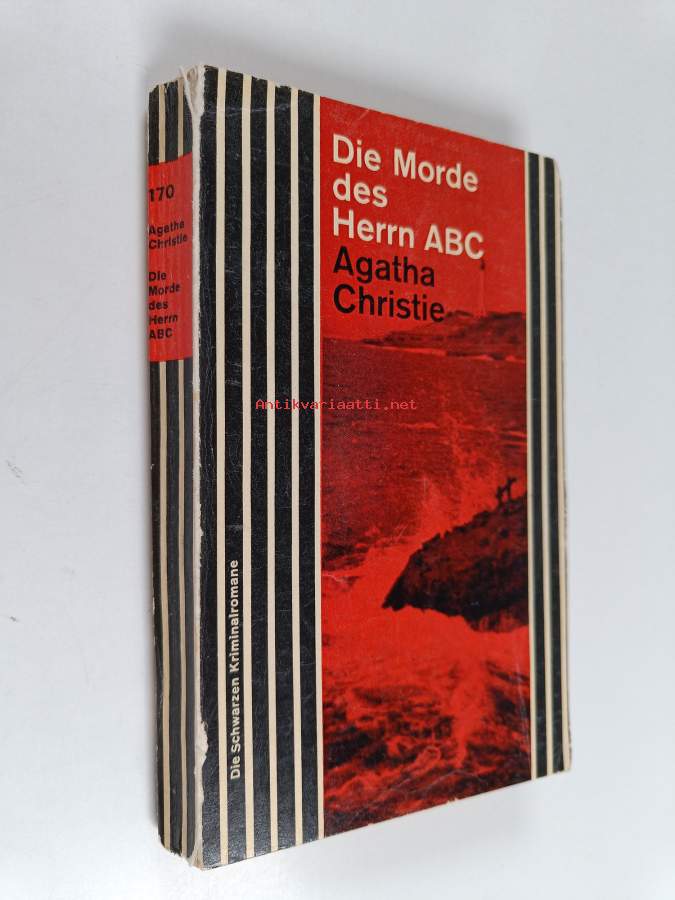 170
Agatha
Christie
Die
Morde
des
Herrn
ABC
Die Schwarzen Kriminalromane
Die Morde
des
Herrn ABC
Agatha
Christie
Antikvariaatti.net